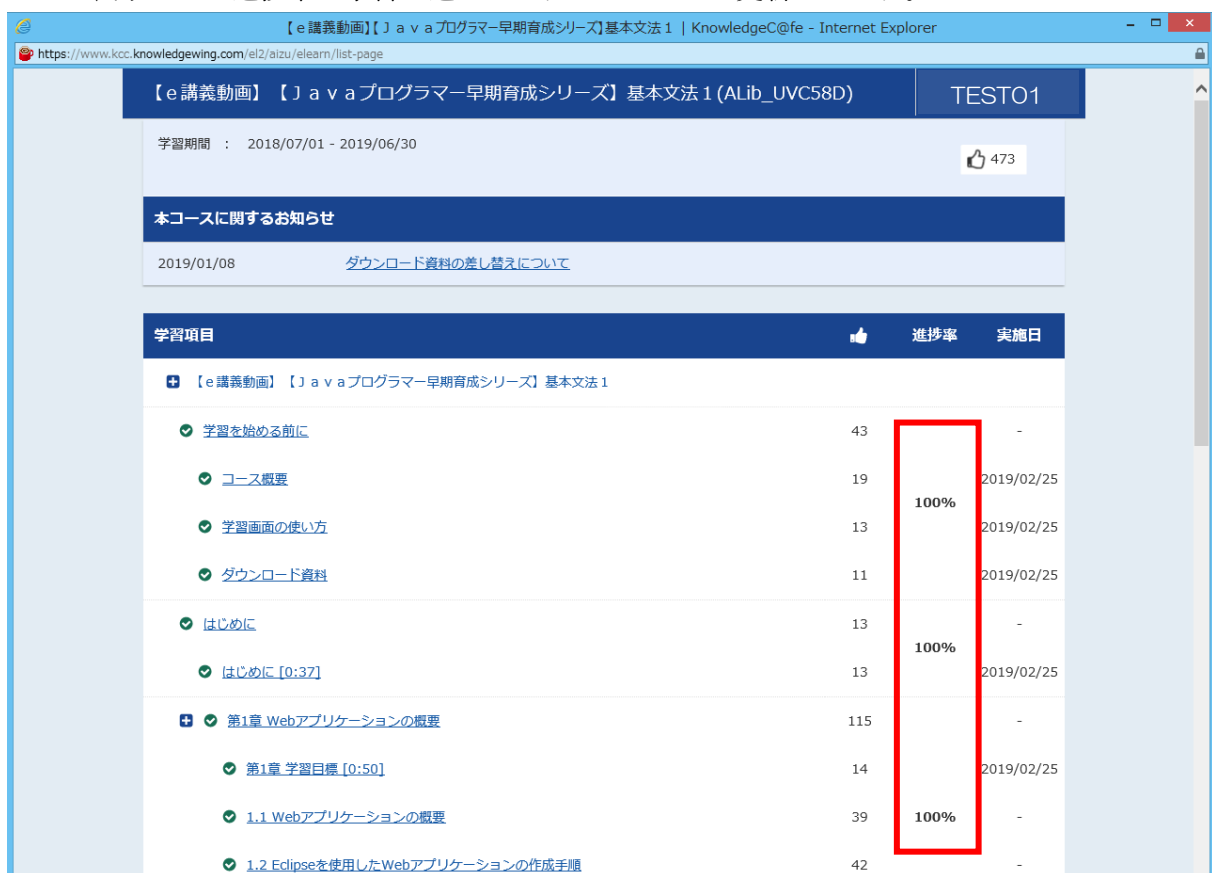 【ｅ講義動画】【Ｊａｖａプログラマー早期育成シリーズ】基本文法１ | KnowledgeC@fe - Internet Explorer
https://www.kcc.knowledgewing.com/el2/aizu/elearn/list-page
【ｅ講義動画】【Ｊａｖａプログラマー早期育成シリーズ】基本文法１(ALib_UVC58D) TEST01
学習期間 ： 2018/07/01 - 2019/06/30
473
本コースに関するお知らせ
2019/01/08 ダウンロード資料の差し替えについて
学習項目 進捗率 実施日
【ｅ講義動画】【Ｊａｖａプログラマー早期育成シリーズ】基本文法１
学習を始める前に 43 -
コース概要 19 2019/02/25
100%
学習画面の使い方 13 2019/02/25
ダウンロード資料 11 2019/02/25
はじめに 13 -
100%
はじめに [0:37] 13 2019/02/25
第1章 Webアプリケーションの概要 115 -
第1章 学習目標 [0:50] 14 2019/02/25
1.1 Webアプリケーションの概要 39 100% -
1.2 Eclipseを使用したWebアプリケーションの作成手順 42 -